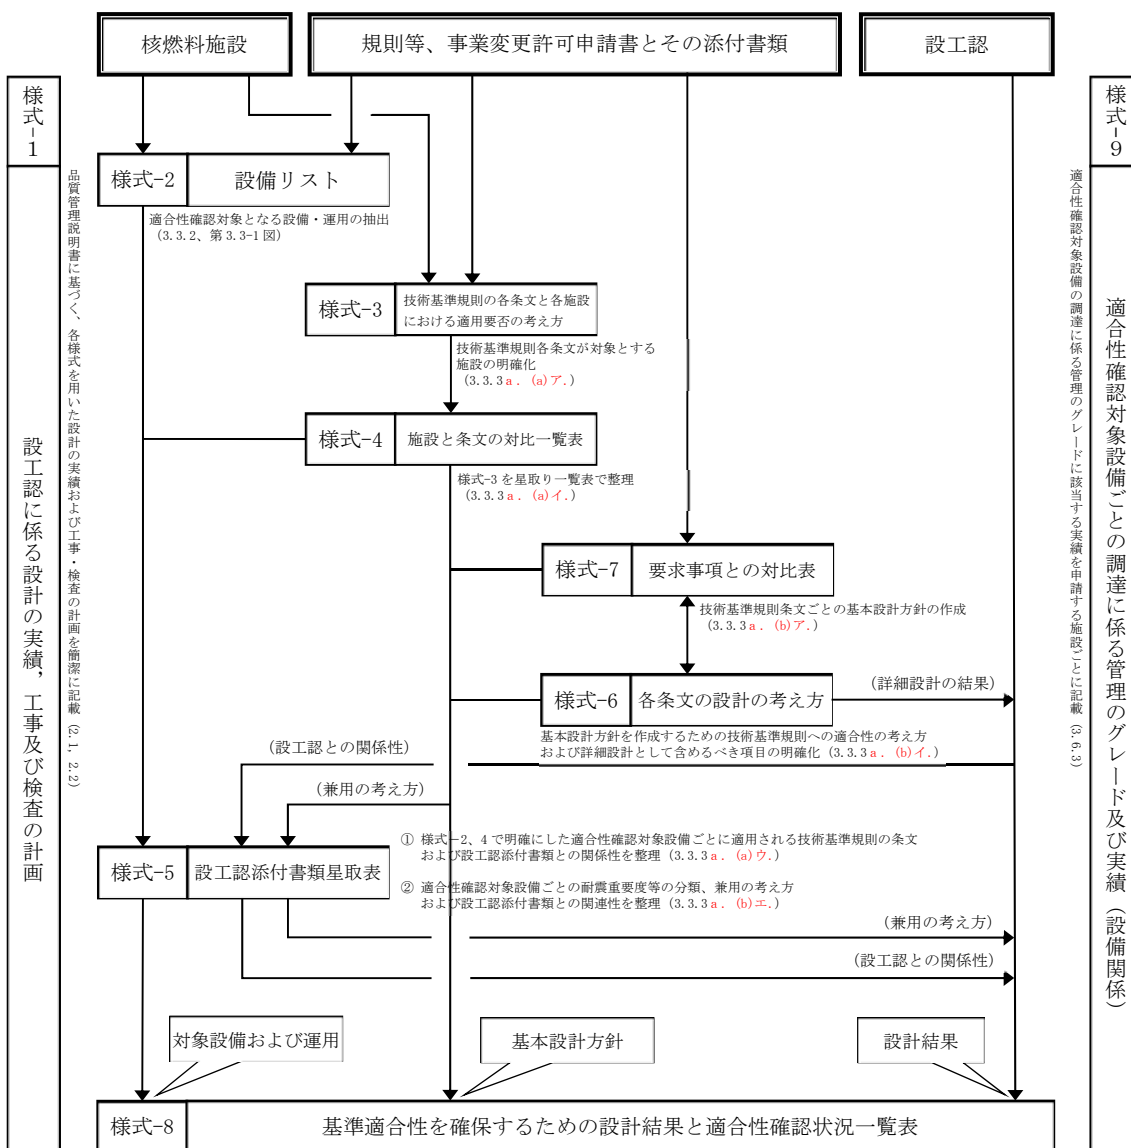 核燃料施設
規則等、事業変更許可申請書とその添付書類
設工認
様式-1
設工認に係る設計の実績，工事及び検査の計画
品質管理説明書に基づく、各様式を用いた設計の実績および工事・検査の計画を簡潔に記載（2.1, 2.2）
様式-2
設備リスト
適合性確認対象となる設備・運用の抽出
（3.3.2、第3.3-1図）
様式-3
技術基準規則の各条文と各施設
における適用要否の考え方
技術基準規則各条文が対象とする
施設の明確化
（3.3.3a．(a)ア.）
様式-4
施設と条文の対比一覧表
様式-3を星取り一覧表で整理
（3.3.3a．(a)イ.）
様式-7
要求事項との対比表
技術基準規則条文ごとの基本設計方針の作成
（3.3.3a．(b)ア.）
様式-6
各条文の設計の考え方
（詳細設計の結果）
基本設計方針を作成するための技術基準規則への適合性の考え方
および詳細設計として含めるべき項目の明確化（3.3.3a．(b)イ.）
（設工認との関係性）
（兼用の考え方）
様式-5
設工認添付書類星取表
① 様式－2、4で明確にした適合性確認対象設備ごとに適用される技術基準規則の条文
および設工認添付書類との関係性を整理（3.3.3a．(a)ウ.）
② 適合性確認対象設備ごとの耐震重要度等の分類、兼用の考え方
および設工認添付書類との関連性を整理（3.3.3a．(b)エ.）
（兼用の考え方）
（設工認との関係性）
対象設備および運用
基本設計方針
設計結果
様式-8
基準適合性を確保するための設計結果と適合性確認状況一覧表
適合性確認対象設備の調達に係る管理のグレードに該当する実績を申請する施設ごとに記載（3.6.3）
様式-9
適合性確認対象設備ごとの調達に係る管理のグレード及び実績（設備関係）